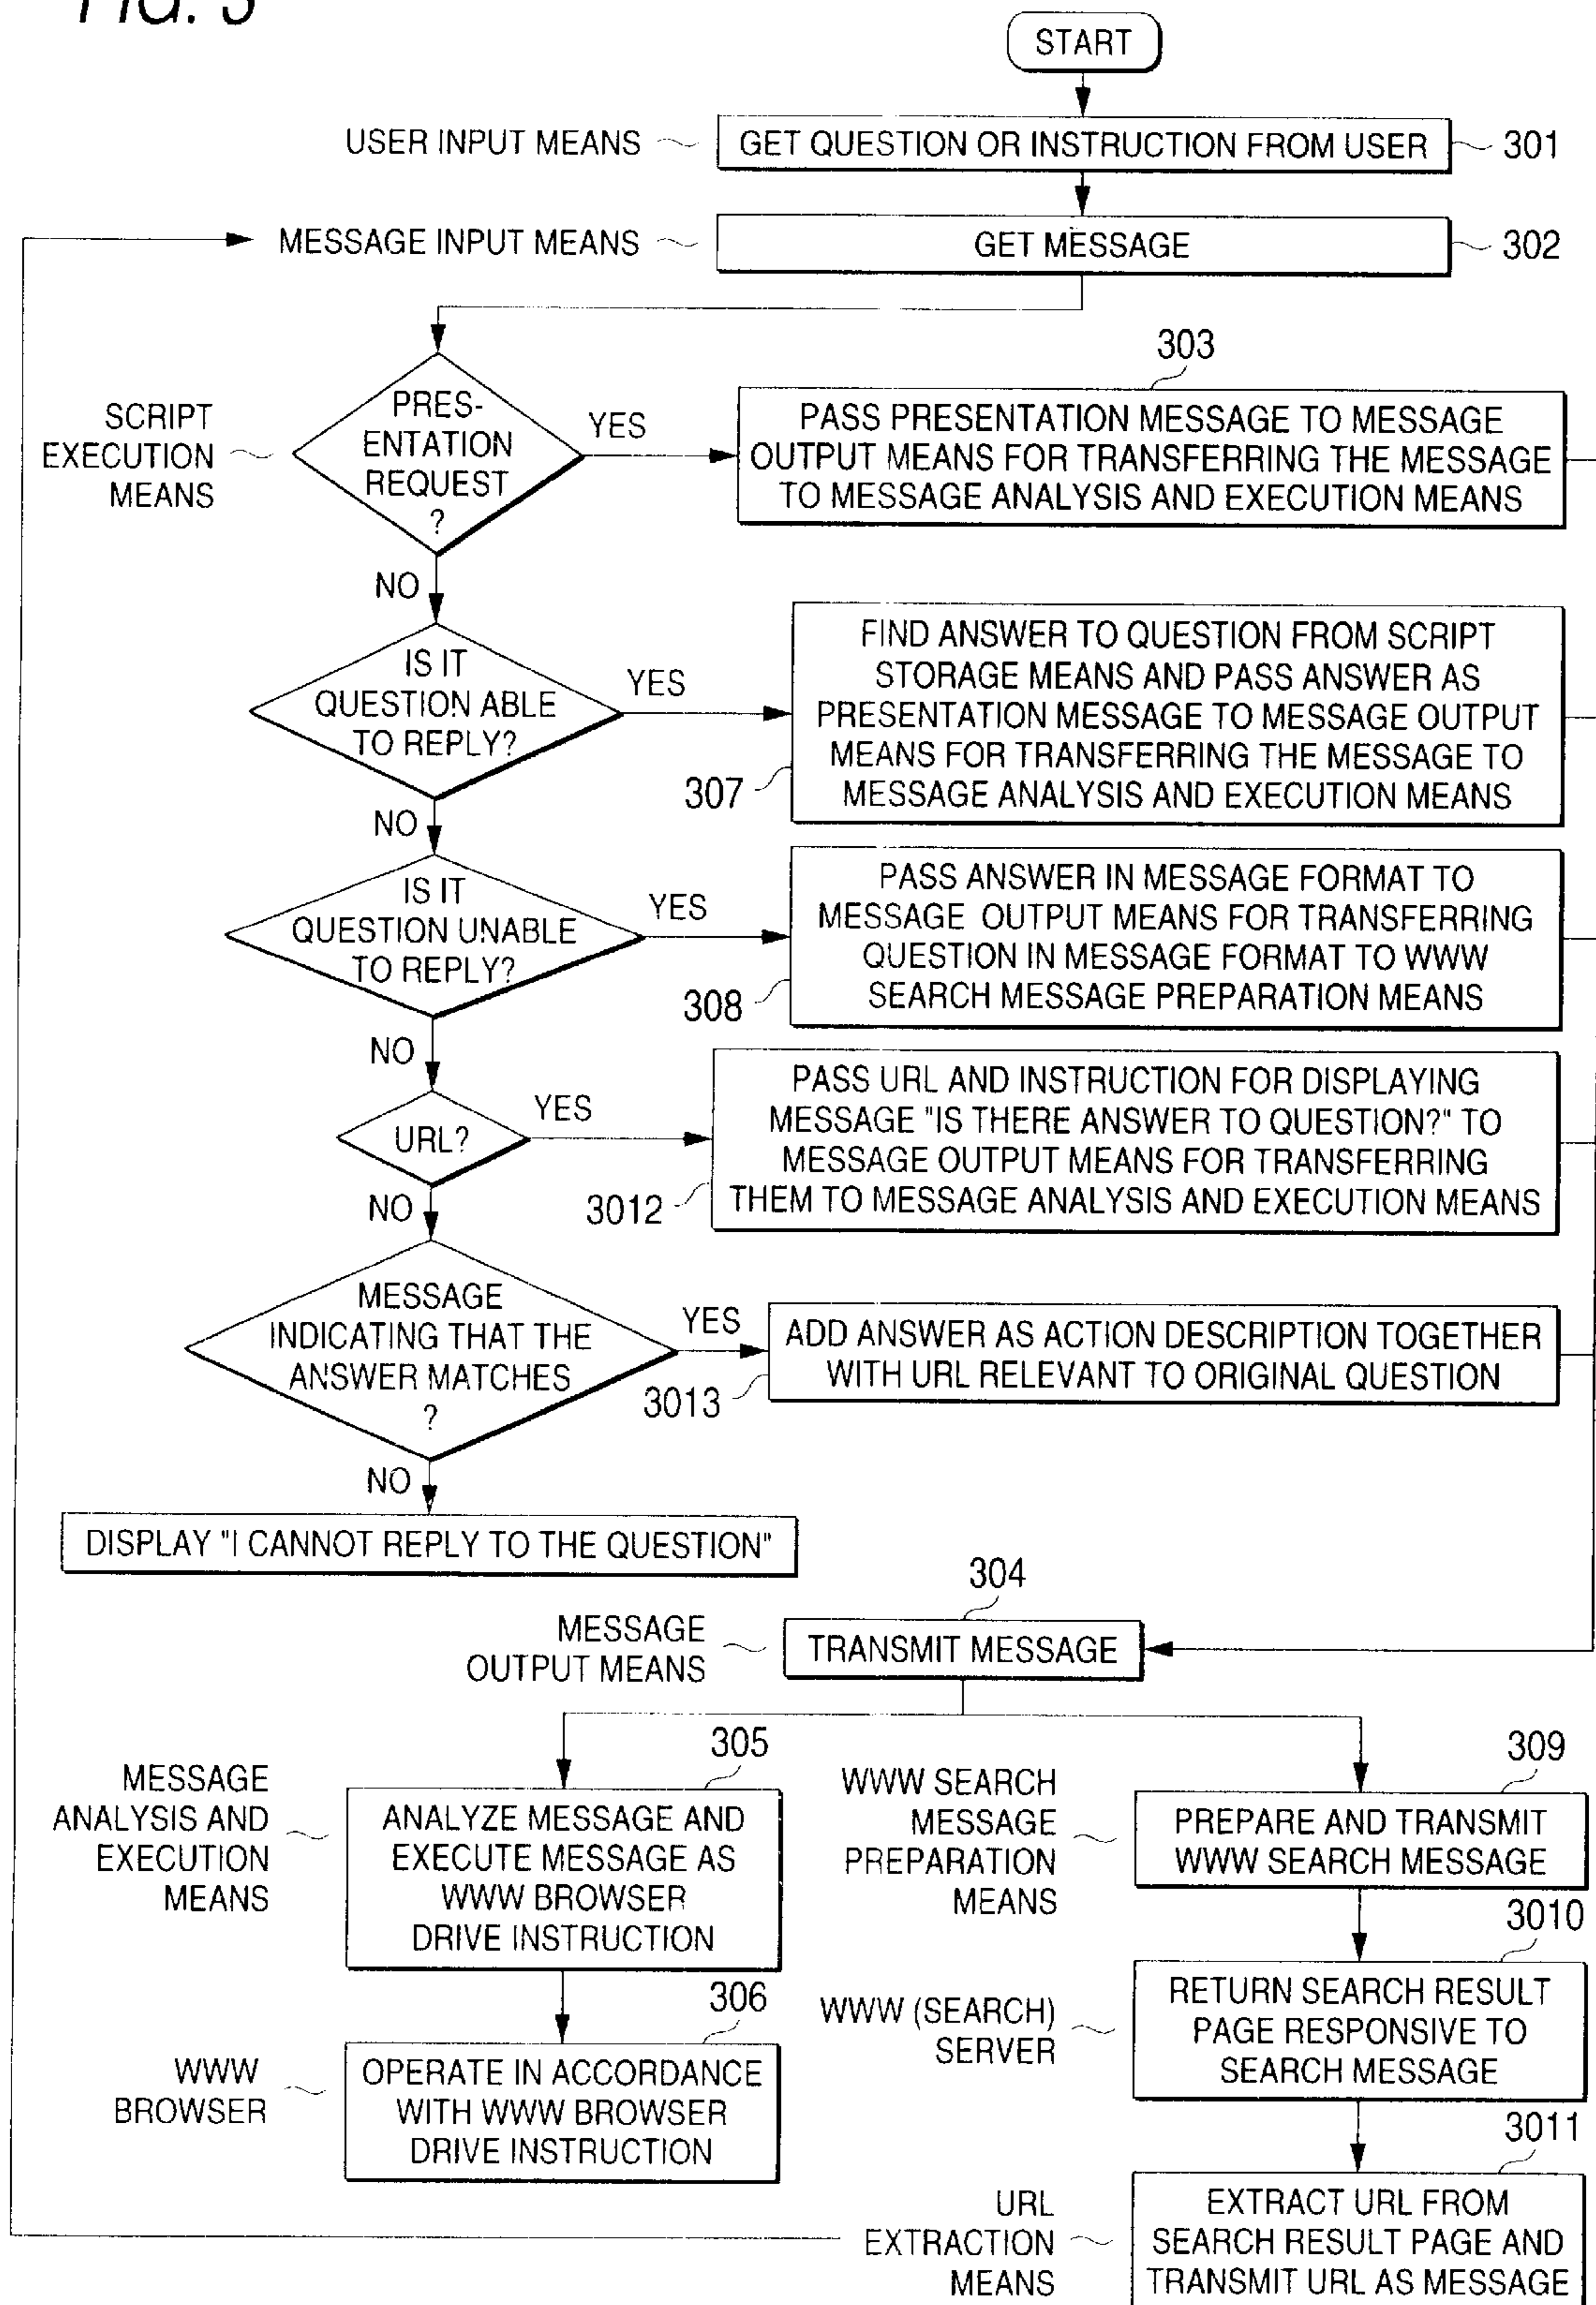 FIG. 3
START
USER INPUT MEANS
GET QUESTION OR INSTRUCTION FROM USER
301
MESSAGE INPUT MEANS
GET MESSAGE
302
SCRIPT
EXECUTION
MEANS
PRES-
ENTATION
REQUEST
?
YES
303
PASS PRESENTATION MESSAGE TO MESSAGE
OUTPUT MEANS FOR TRANSFERRING THE MESSAGE
TO MESSAGE ANALYSIS AND EXECUTION MEANS
NO
IS IT
QUESTION ABLE
TO REPLY?
YES
FIND ANSWER TO QUESTION FROM SCRIPT
STORAGE MEANS AND PASS ANSWER AS
PRESENTATION MESSAGE TO MESSAGE OUTPUT
MEANS FOR TRANSFERRING THE MESSAGE TO
MESSAGE ANALYSIS AND EXECUTION MEANS
307
NO
IS IT
QUESTION UNABLE
TO REPLY?
YES
PASS ANSWER IN MESSAGE FORMAT TO
MESSAGE OUTPUT MEANS FOR TRANSFERRING
QUESTION IN MESSAGE FORMAT TO WWW
SEARCH MESSAGE PREPARATION MEANS
308
NO
URL?
YES
PASS URL AND INSTRUCTION FOR DISPLAYING
MESSAGE "IS THERE ANSWER TO QUESTION?" TO
MESSAGE OUTPUT MEANS FOR TRANSFERRING
THEM TO MESSAGE ANALYSIS AND EXECUTION MEANS
3012
NO
MESSAGE
INDICATING THAT THE
ANSWER MATCHES
?
YES
ADD ANSWER AS ACTION DESCRIPTION TOGETHER
WITH URL RELEVANT TO ORIGINAL QUESTION
3013
NO
DISPLAY "I CANNOT REPLY TO THE QUESTION"
304
MESSAGE
OUTPUT MEANS
TRANSMIT MESSAGE
305
MESSAGE
ANALYSIS AND
EXECUTION
MEANS
ANALYZE MESSAGE AND
EXECUTE MESSAGE AS
WWW BROWSER
DRIVE INSTRUCTION
306
WWW
BROWSER
OPERATE IN ACCORDANCE
WITH WWW BROWSER
DRIVE INSTRUCTION
309
WWW SEARCH
MESSAGE
PREPARATION
MEANS
PREPARE AND TRANSMIT
WWW SEARCH MESSAGE
3010
WWW (SEARCH)
SERVER
RETURN SEARCH RESULT
PAGE RESPONSIVE TO
SEARCH MESSAGE
3011
URL
EXTRACTION
MEANS
EXTRACT URL FROM
SEARCH RESULT PAGE AND
TRANSMIT URL AS MESSAGE